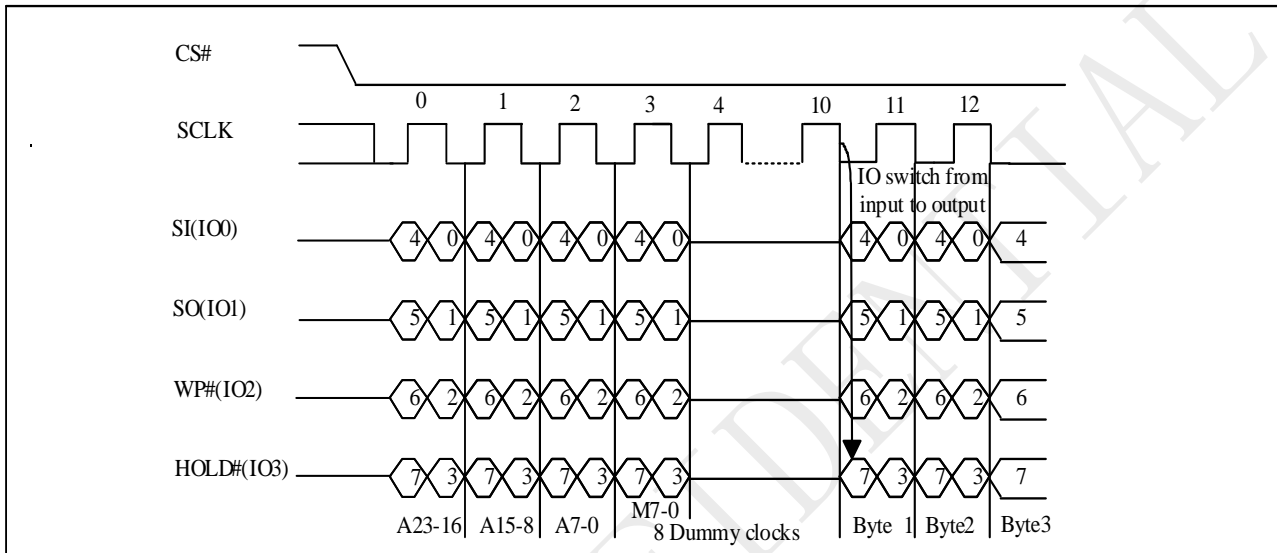 CS#
0 1 2 3 4 10 11 12
SCLK
IO switch from
input to output
SI(IO0) 4 0 4 0 4 0 4 0 4 0 4 0 4
SO(IO1) 5 1 5 1 5 1 5 1 5 1 5 1 5
WP#(IO2) 6 2 6 2 6 2 6 2 6 2 6 2 6
HOLD#(IO3) 7 3 7 3 7 3 7 3 7 3 7 3 7
A23-16 A15-8 A7-0 M7-0 8 Dummy clocks Byte 1 Byte2 Byte3
IDENTIAL